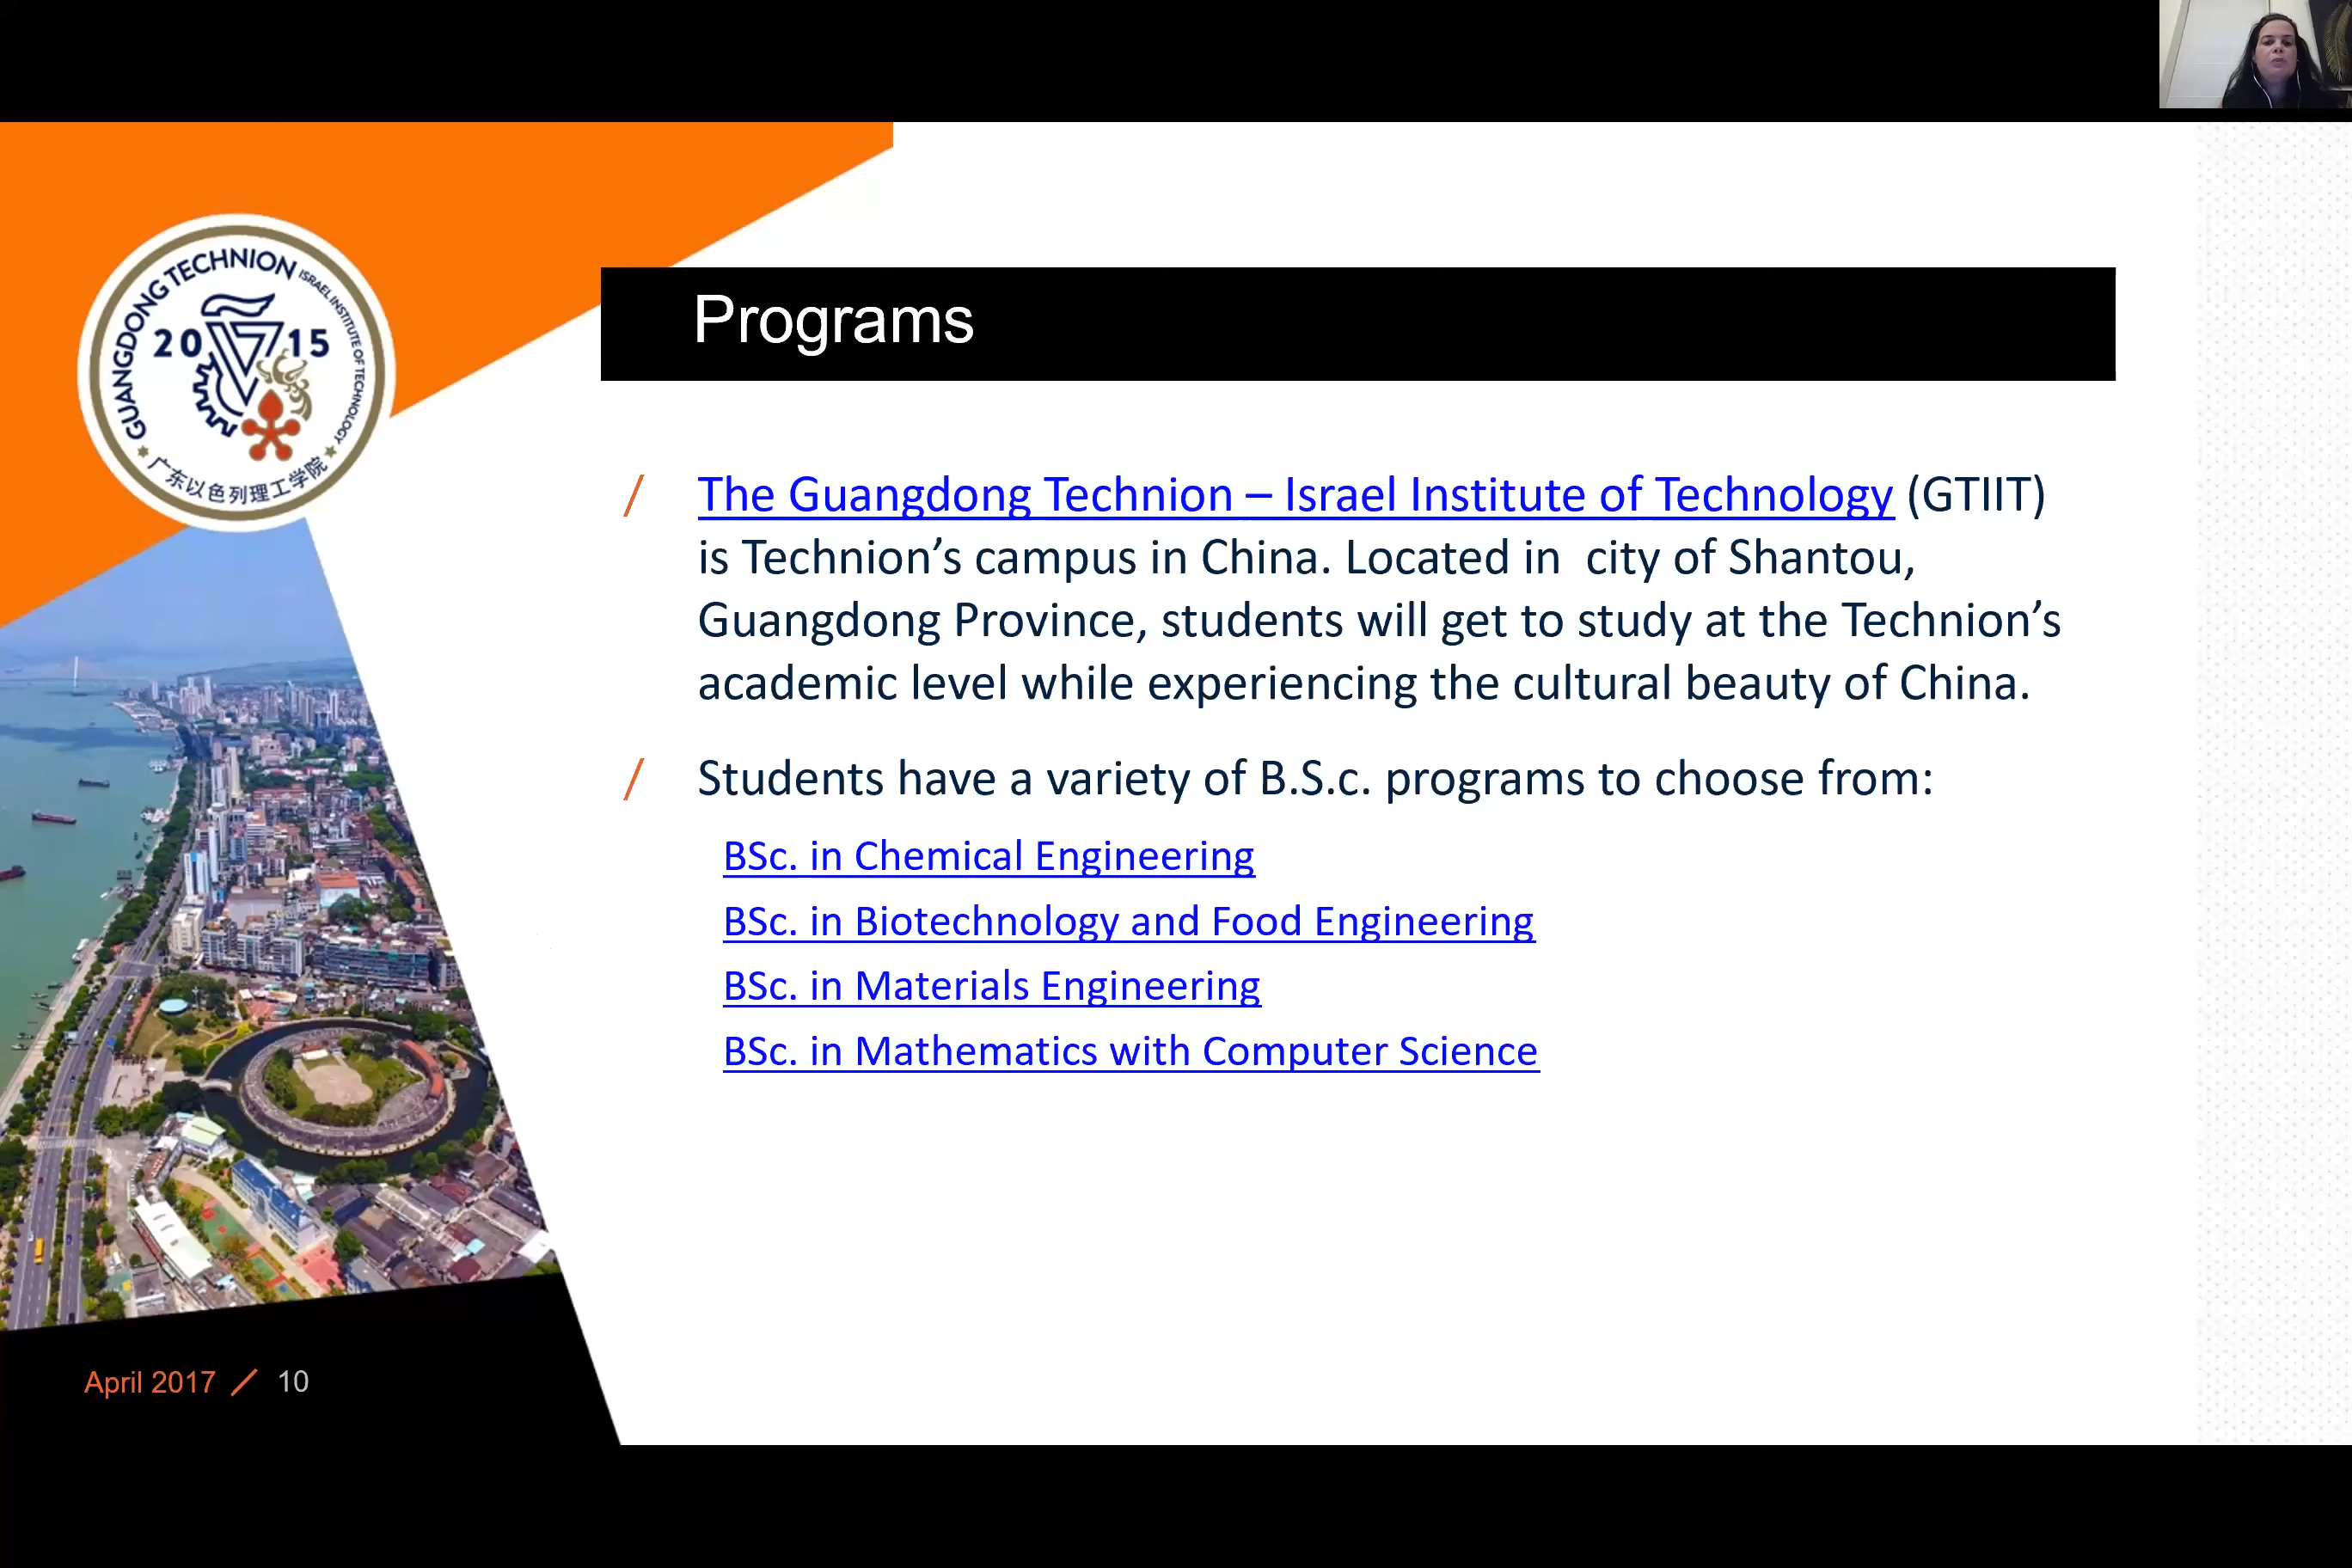 GUANGDONG TECHNION ISRAEL INSTITUTE OF TECHNOLOGY
2015
广东以色列理工学院
Programs
/ The Guangdong Technion – Israel Institute of Technology (GTIIT)
is Technion’s campus in China. Located in  city of Shantou,
Guangdong Province, students will get to study at the Technion’s
academic level while experiencing the cultural beauty of China.
/ Students have a variety of B.S.c. programs to choose from:
BSc. in Chemical Engineering
BSc. in Biotechnology and Food Engineering
BSc. in Materials Engineering
BSc. in Mathematics with Computer Science
April 2017 / 10